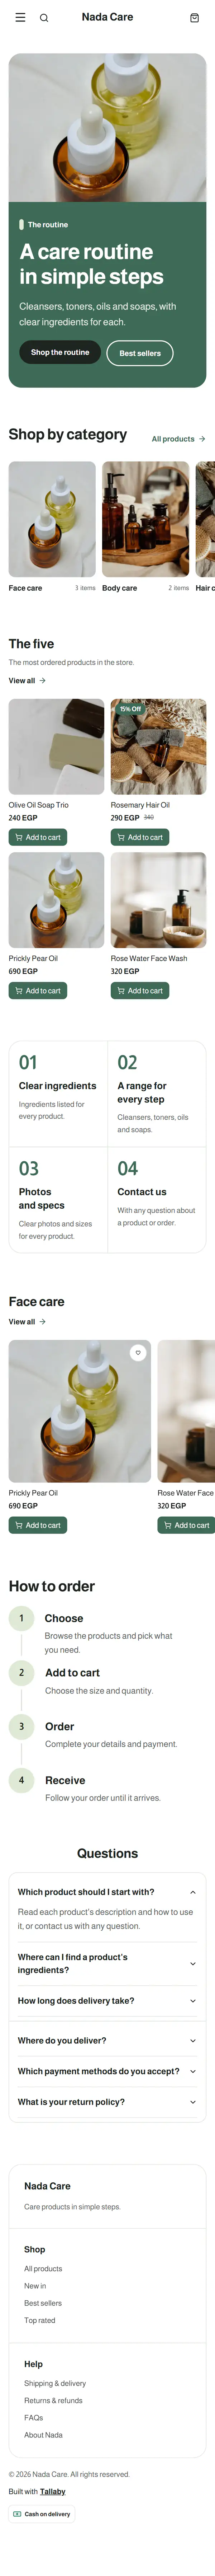 Nada Care
The routine
A care routine
in simple steps
Cleansers, toners, oils and soaps, with
clear ingredients for each.
Shop the routine
Best sellers
Shop by category
All products
Face care
3 items
Body care
2 items
Hair c
The five
The most ordered products in the store.
View all
Olive Oil Soap Trio
240 EGP
Add to cart
15% Off
Rosemary Hair Oil
290 EGP 340
Add to cart
Prickly Pear Oil
690 EGP
Add to cart
Rose Water Face Wash
320 EGP
Add to cart
01
Clear ingredients
Ingredients listed for
every product.
02
A range for
every step
Cleansers, toners, oils
and soaps.
03
Photos
and specs
Clear photos and sizes
for every product.
04
Contact us
With any question about
a product or order.
Face care
View all
Prickly Pear Oil
690 EGP
Add to cart
Rose Water Face
320 EGP
Add to cart
How to order
1
Choose
Browse the products and pick what
you need.
2
Add to cart
Choose the size and quantity.
3
Order
Complete your details and payment.
4
Receive
Follow your order until it arrives.
Questions
Which product should I start with?
Read each product's description and how to use
it, or contact us with any question.
Where can I find a product's
ingredients?
How long does delivery take?
Where do you deliver?
Which payment methods do you accept?
What is your return policy?
Nada Care
Care products in simple steps.
Shop
All products
New in
Best sellers
Top rated
Help
Shipping & delivery
Returns & refunds
FAQs
About Nada
© 2026 Nada Care. All rights reserved.
Built with Tallaby
Cash on delivery